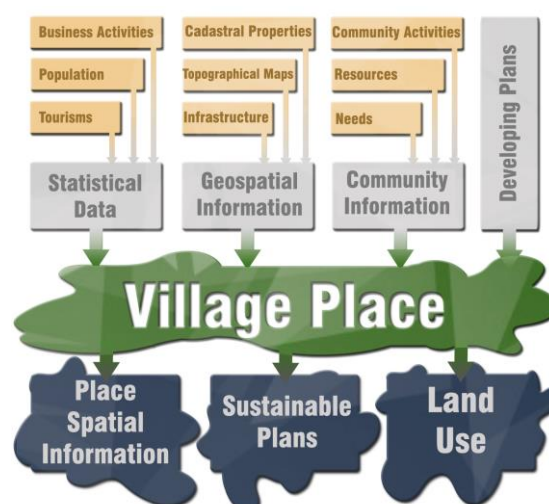 Business Activities
Cadastral Properties
Community Activities
Population
Topographical Maps
Resources
Tourisms
Infrastructure
Needs
Developing Plans
Statistical
Data
Geospatial
Information
Community
Information
Village Place
Place
Spatial
Information
Sustainable
Plans
Land
Use